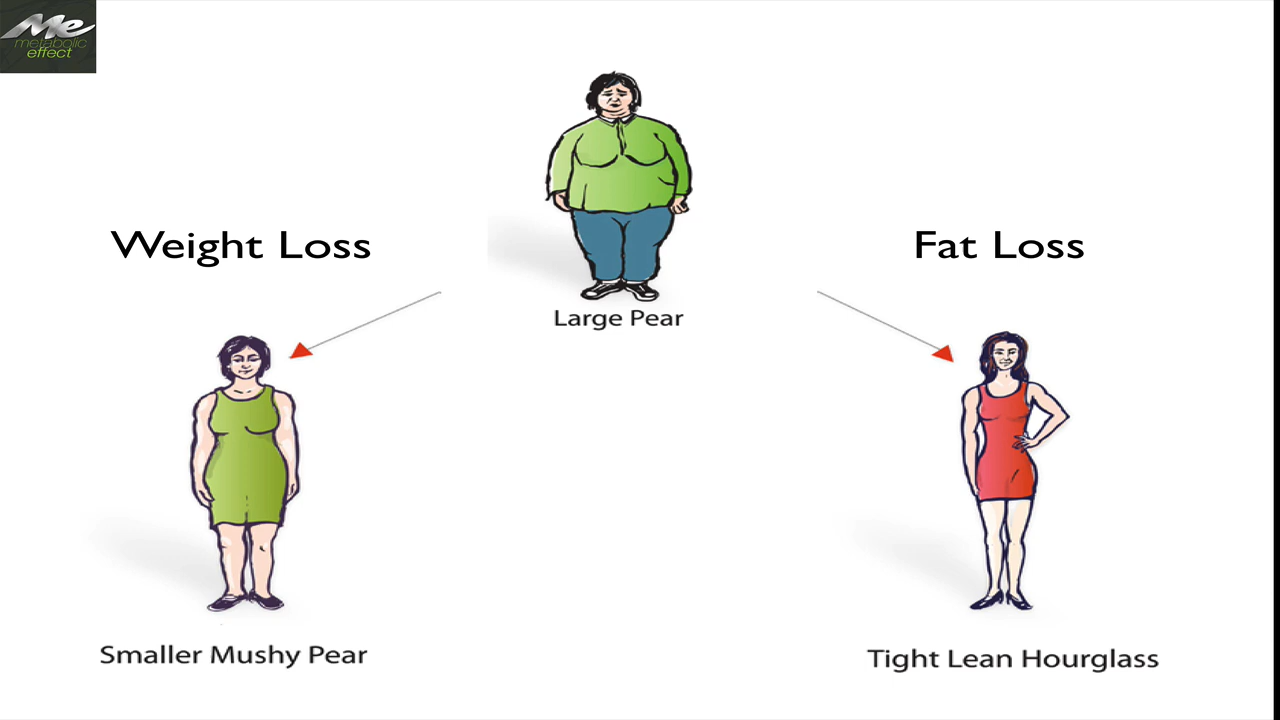 Me
metabolic
effect
Weight Loss
Fat Loss
Large Pear
Smaller Mushy Pear
Tight Lean Hourglass